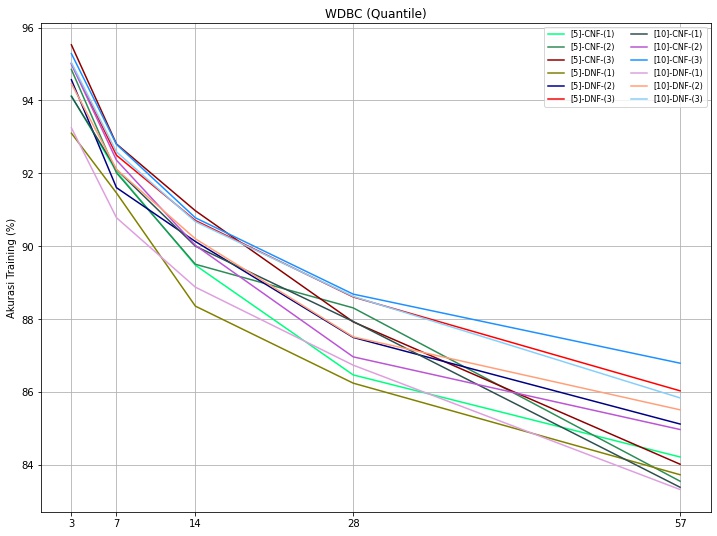 WDBC (Quantile)
96
94
92
90
88
86
84
Akurasi Training (%)
[5]-CNF-(1)
[5]-CNF-(2)
[5]-CNF-(3)
[5]-DNF-(1)
[5]-DNF-(2)
[5]-DNF-(3)
[10]-CNF-(1)
[10]-CNF-(2)
[10]-CNF-(3)
[10]-DNF-(1)
[10]-DNF-(2)
[10]-DNF-(3)
3 7 14 28 57